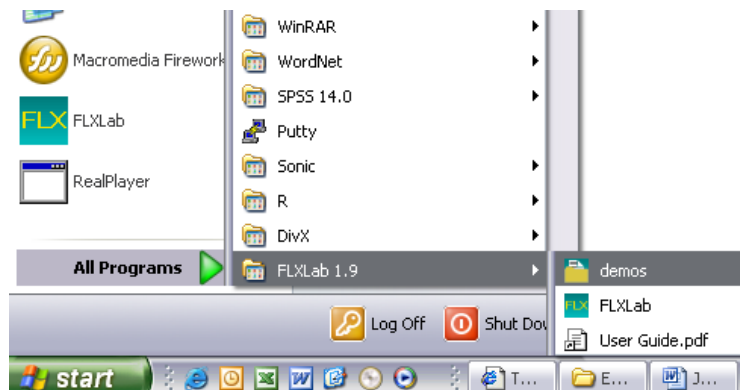 WinRAR
Macromedia Firework
WordNet
SPSS 14.0
FLX FLXLab
Putty
Sonic
RealPlayer
R
DivX
All Programs
FLXLab 1.9
demos
FLX FLXLab
User Guide.pdf
Log Off
Shut Dow
start
T...
E...
J...